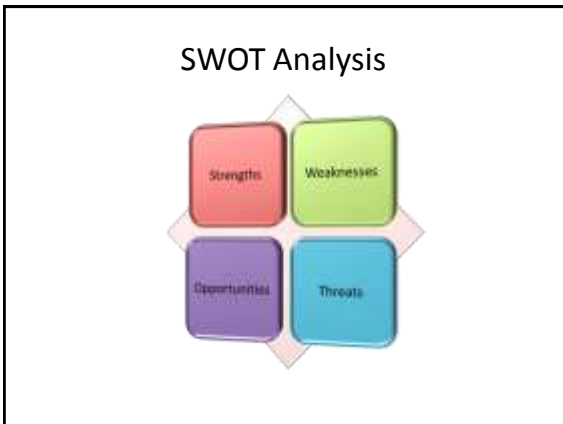 SWOT Analysis
Strengths
Weaknesses
Opportunities
Threats